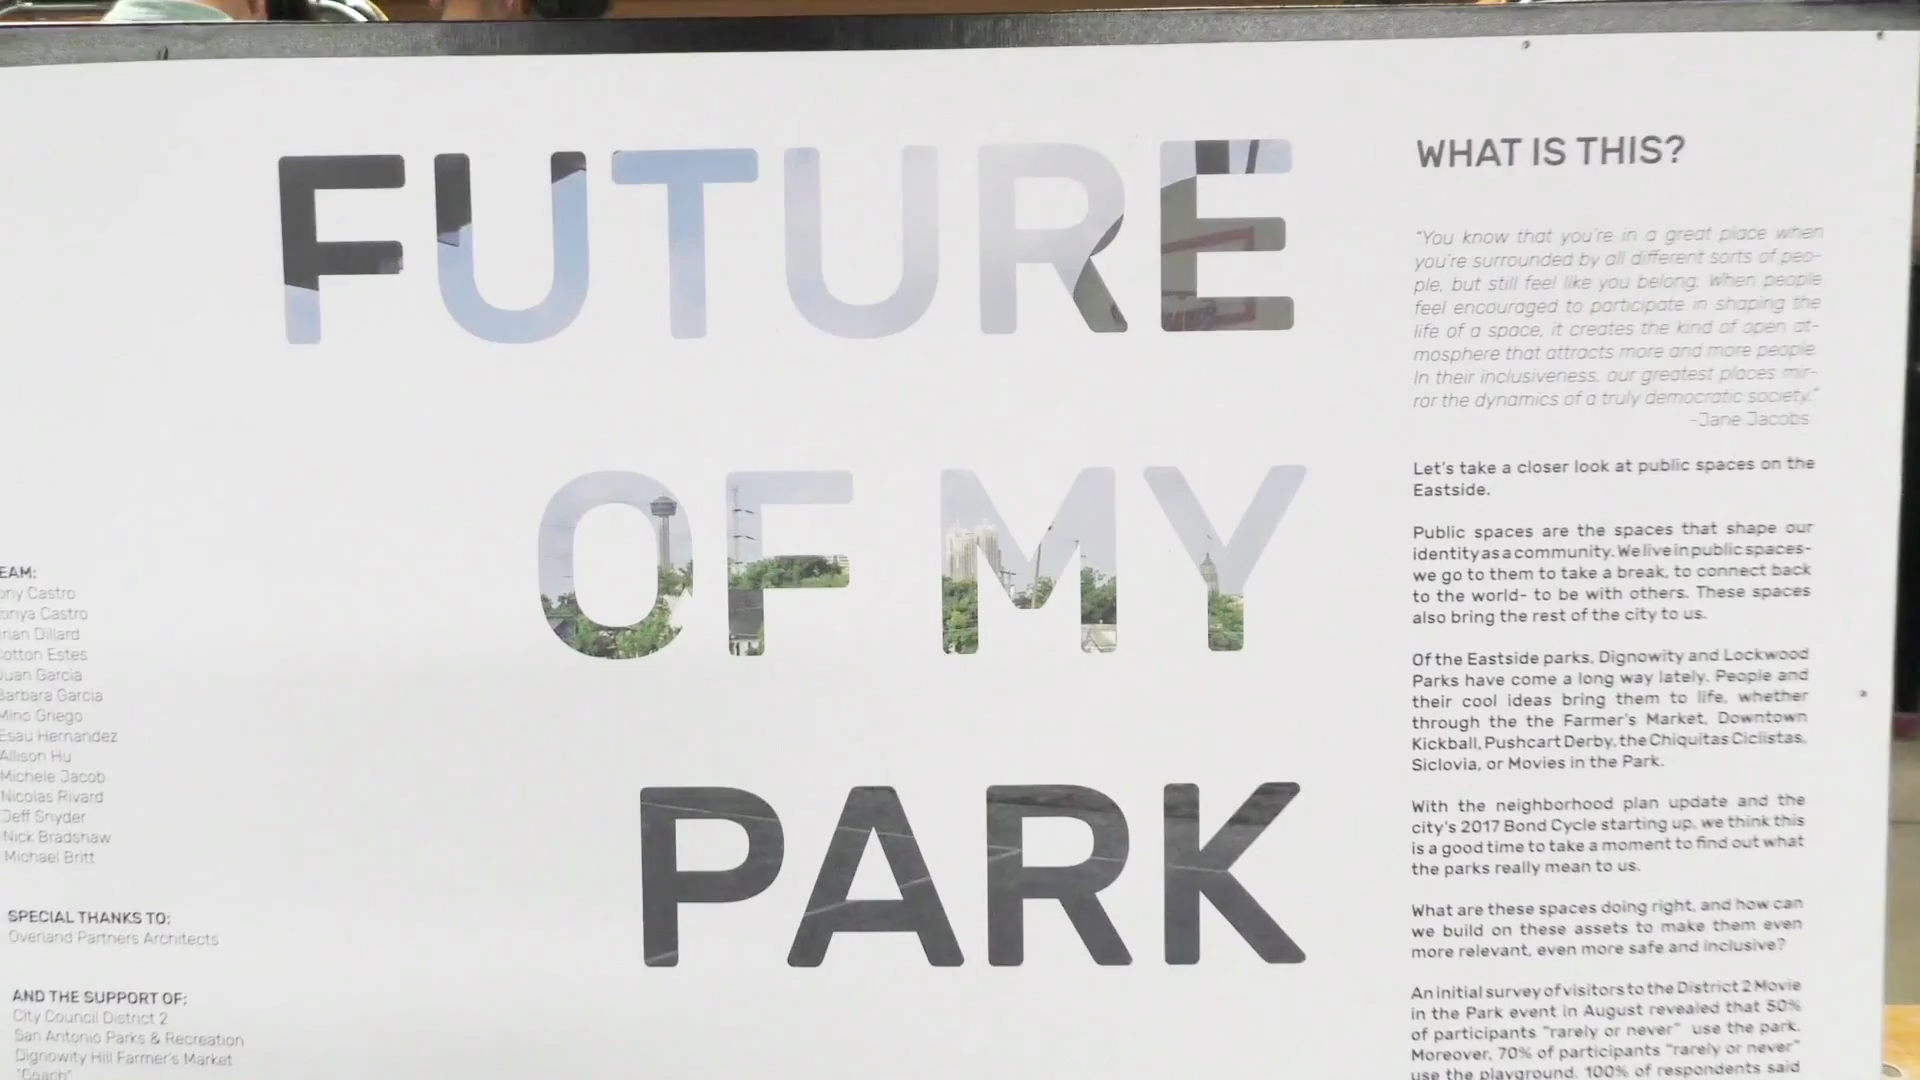 FUTURE
OF MY
PARK
EAM:
ony Castro
onya Castro
rian Dillard
otton Estes
Juan Garcia
Barbara Garcia
Mino Griego
Esau Hernandez
Allison Hu
Michele Jacob
Nicolas Rivard
Jeff Snyder
Nick Bradshaw
Michael Britt
SPECIAL THANKS TO:
Overland Partners Architects
AND THE SUPPORT OF:
City Council District 2
San Antonio Parks & Recreation
Dignowity Hill Farmer's Market
"Coach"
WHAT IS THIS?
"You know that you're in a great place when
you're surrounded by all different sorts of peo-
ple, but still feel like you belong. When people
feel encouraged to participate in shaping the
life of a space, it creates the kind of open at-
mosphere that attracts more and more people.
In their inclusiveness, our greatest places mir-
ror the dynamics of a truly democratic society."
-Jane Jacobs
Let's take a closer look at public spaces on the
Eastside.
Public spaces are the spaces that shape our
identity as a community. We live in public spaces-
we go to them to take a break, to connect back
to the world- to be with others. These spaces
also bring the rest of the city to us.
Of the Eastside parks, Dignowity and Lockwood
Parks have come a long way lately. People and
their cool ideas bring them to life, whether
through the the Farmer's Market, Downtown
Kickball, Pushcart Derby, the Chiquitas Ciclistas,
Siclovia, or Movies in the Park.
With the neighborhood plan update and the
city's 2017 Bond Cycle starting up, we think this
is a good time to take a moment to find out what
the parks really mean to us.
What are these spaces doing right, and how can
we build on these assets to make them even
more relevant, even more safe and inclusive?
An initial survey of visitors to the District 2 Movie
in the Park event in August revealed that 50%
of participants "rarely or never" use the park.
Moreover, 70% of participants "rarely or never"
use the playground. 100% of respondents said